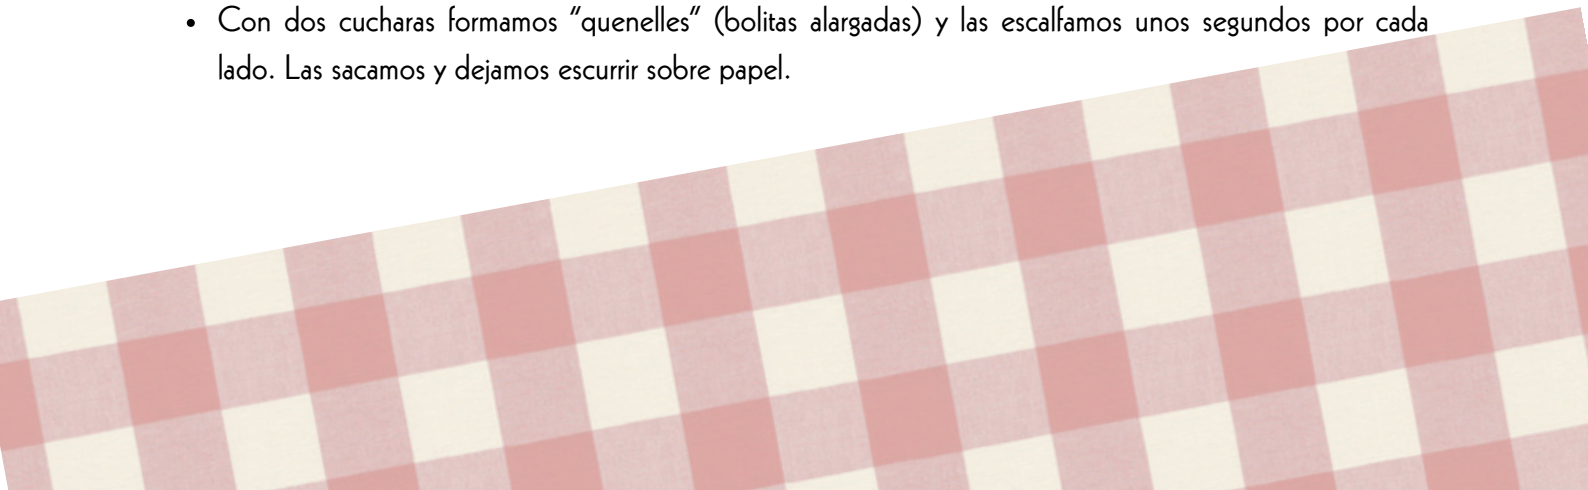 • Con dos cucharas formamos "quenelles" (bolitas alargadas) y las escalfamos unos segundos por cada
lado. Las sacamos y dejamos escurrir sobre papel.